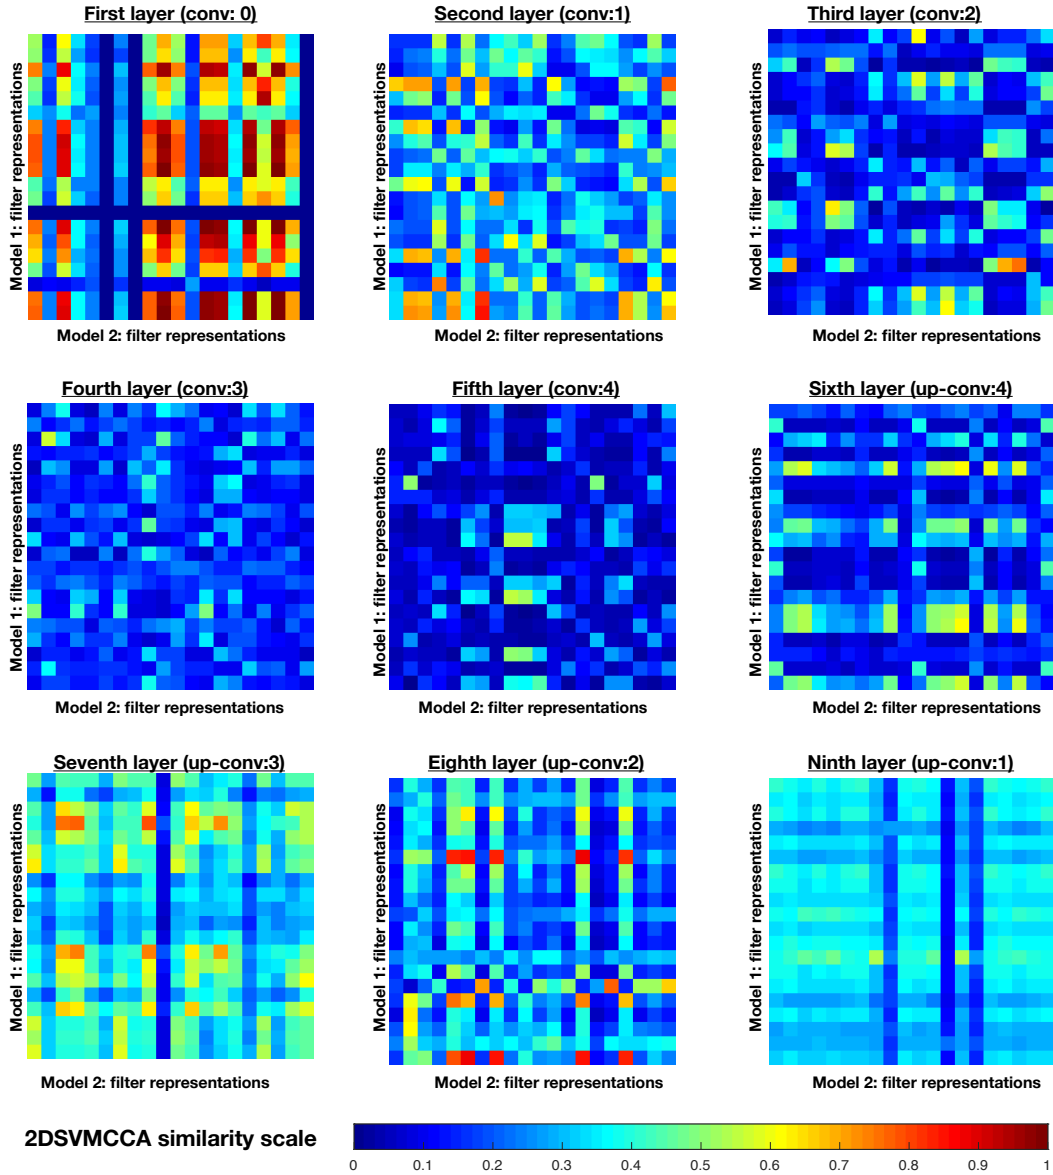 First layer (conv: 0)
Second layer (conv:1)
Third layer (conv:2)
Model 1: filter representations
Model 1: filter representations
Model 1: filter representations
Model 2: filter representations
Model 2: filter representations
Model 2: filter representations
Fourth layer (conv:3)
Fifth layer (conv:4)
Sixth layer (up-conv:4)
Model 1: filter representations
Model 1: filter representations
Model 1: filter representations
Model 2: filter representations
Model 2: filter representations
Model 2: filter representations
Seventh layer (up-conv:3)
Eighth layer (up-conv:2)
Ninth layer (up-conv:1)
Model 1: filter representations
Model 1: filter representations
Model 1: filter representations
Model 2: filter representations
Model 2: filter representations
Model 2: filter representations
2DSVMCCA similarity scale
0 0.1 0.2 0.3 0.4 0.5 0.6 0.7 0.8 0.9 1